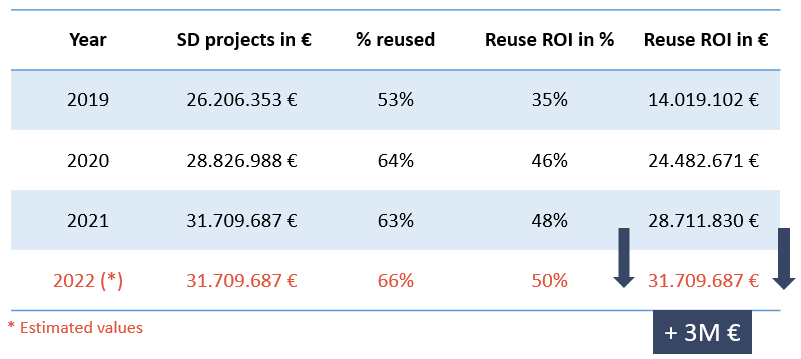 Year SD projects in € % reused Reuse ROI in % Reuse ROI in €
2019 26.206.353 € 53% 35% 14.019.102 €
2020 28.826.988 € 64% 46% 24.482.671 €
2021 31.709.687 € 63% 48% 28.711.830 €
2022 (*) 31.709.687 € 66% 50% 31.709.687 €
* Estimated values
+ 3M €